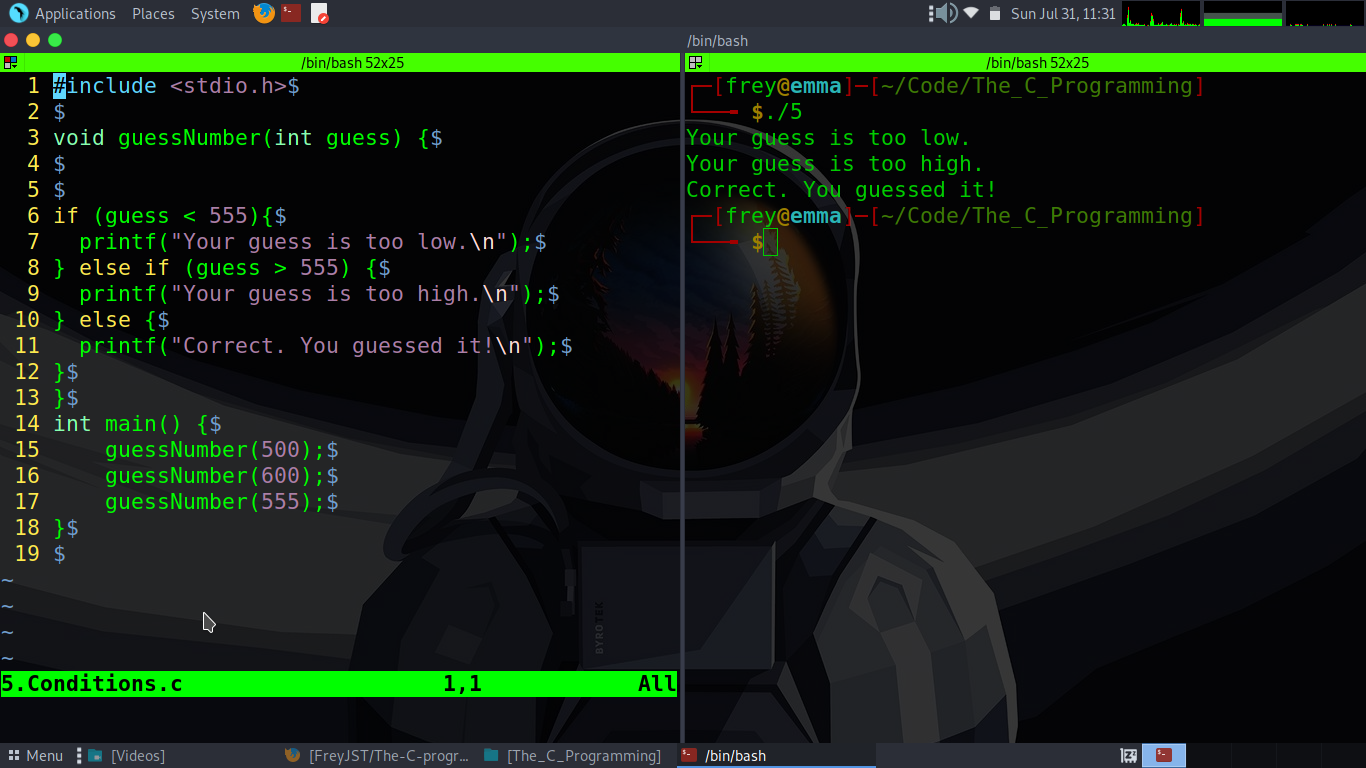 Applications Places System Sun Jul 31, 11:31
/bin/bash
/bin/bash 52x25
1 #include <stdio.h>$
2 $
3 void guessNumber(int guess) {$
4 $
5 $
6 if (guess < 555){$
7   printf("Your guess is too low.\n");$
8 } else if (guess > 555) {$
9   printf("Your guess is too high.\n");$
10 } else {$
11   printf("Correct. You guessed it!\n");$
12 }$
13 }$
14 int main() {$
15     guessNumber(500);$
16     guessNumber(600);$
17     guessNumber(555);$
18 }$
19 $
~
~
~
~
5.Conditions.c 1,1 All
/bin/bash 52x25
[frey@emma]-[~/Code/The_C_Programming]
$./5
Your guess is too low.
Your guess is too high.
Correct. You guessed it!
[frey@emma]-[~/Code/The_C_Programming]
$
BYROTEK
Menu [Videos] [FreyJST/The-C-progr... [The_C_Programming] /bin/bash